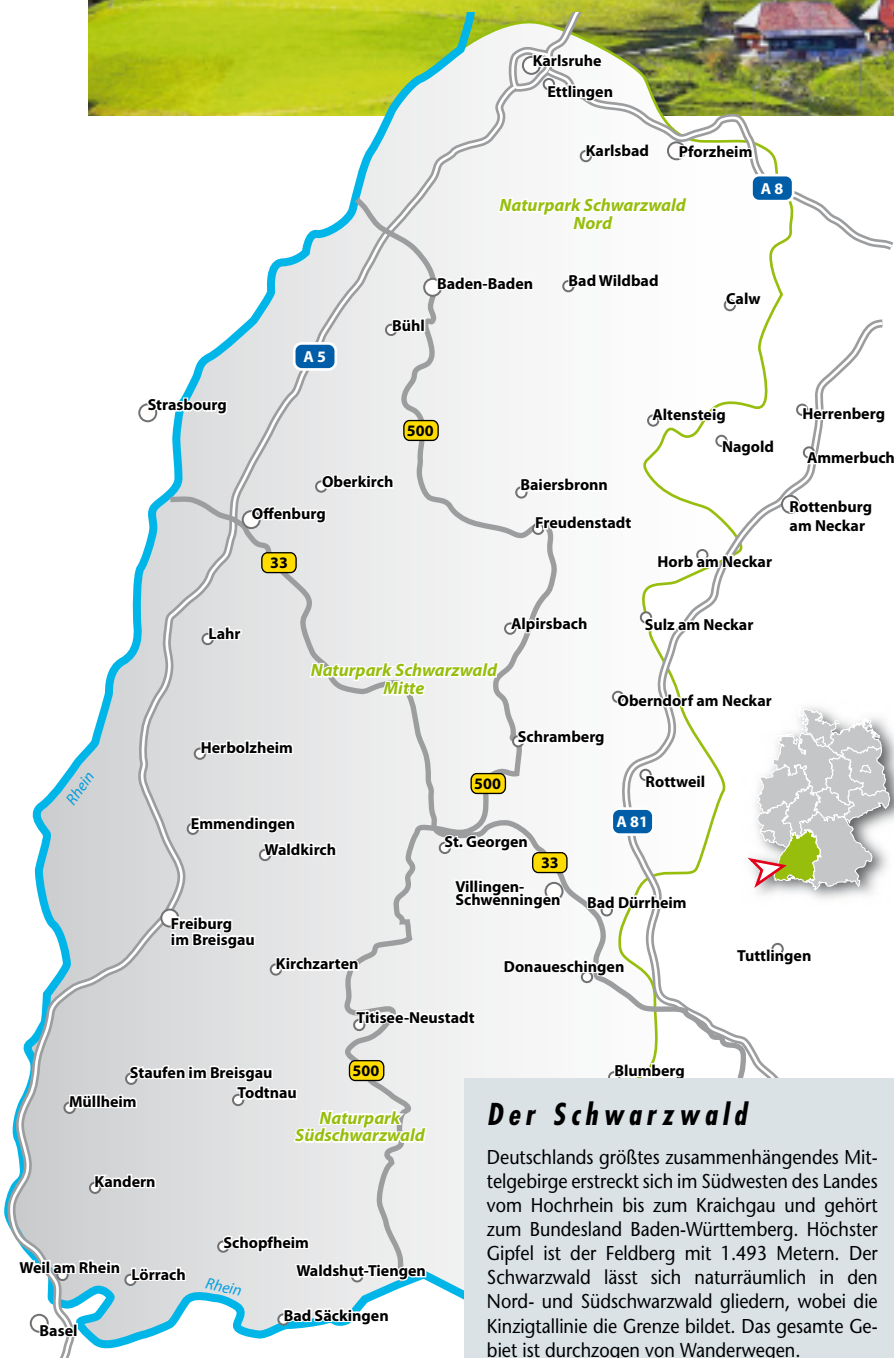 Karlsruhe
Ettlingen
Karlsbad
Pforzheim
A 8
Naturpark Schwarzwald
Nord
Baden-Baden
Bad Wildbad
Calw
Bühl
A 5
Strasbourg
Altensteig
Herrenberg
500
Nagold
Ammerbuch
Oberkirch
Baiersbronn
Offenburg
Freudenstadt
Rottenburg
am Neckar
33
Horb am Neckar
Lahr
Alpirsbach
Sulz am Neckar
Naturpark Schwarzwald
Mitte
Oberndorf am Neckar
Herbolzheim
Schramberg
Rhein
500
Rottweil
Emmendingen
A 81
Waldkirch
St. Georgen
33
Villingen-
Schwenningen
Bad Dürrheim
Freiburg
im Breisgau
Tuttlingen
Kirchzarten
Donaueschingen
Titisee-Neustadt
Staufen im Breisgau
500
Blumberg
Müllheim
Todtnau
Naturpark
Südschwarzwald
Kandern
Schopfheim
Weil am Rhein
Lörrach
Rhein
Waldshut-Tiengen
Bad Säckingen
Basel
Der Schwarzwald
Deutschlands größtes zusammenhängendes Mit-
telgebirge erstreckt sich im Südwesten des Landes
vom Hochrhein bis zum Kraichgau und gehört
zum Bundesland Baden-Württemberg. Höchster
Gipfel ist der Feldberg mit 1.493 Metern. Der
Schwarzwald lässt sich naturräumlich in den
Nord- und Südschwarzwald gliedern, wobei die
Kinzigtallinie die Grenze bildet. Das gesamte Ge-
biet ist durchzogen von Wanderwegen.